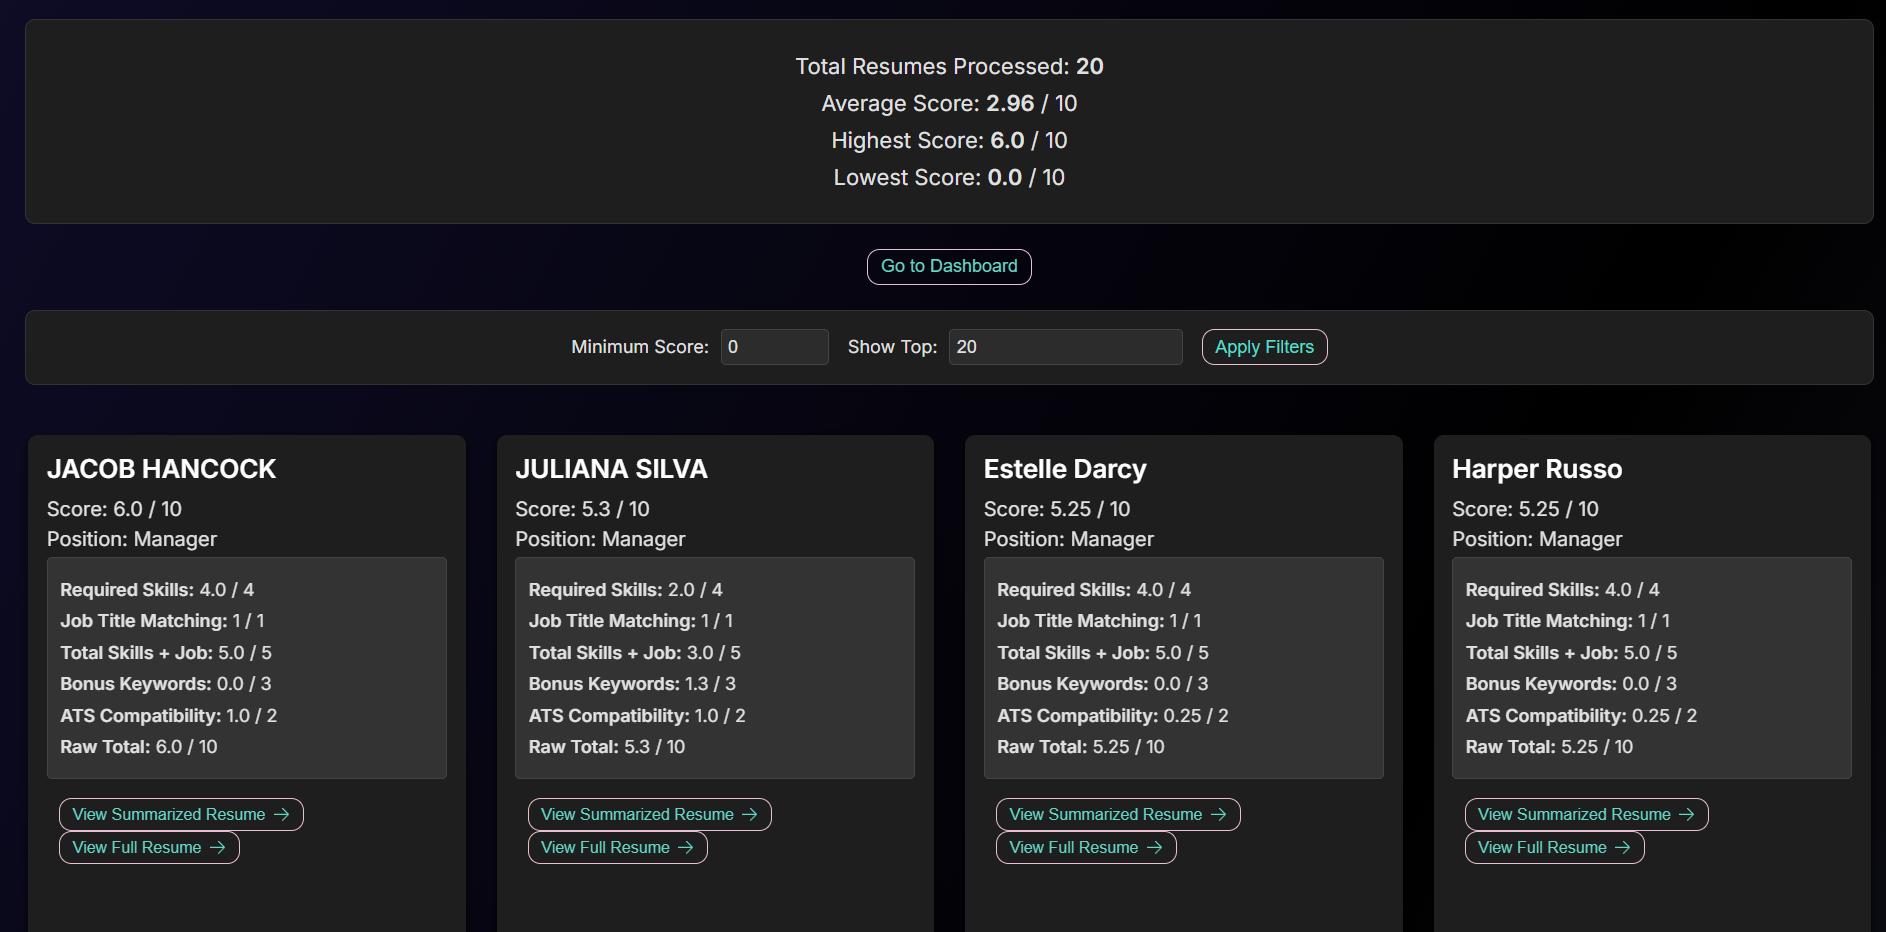 Total Resumes Processed: 20
Average Score: 2.96 / 10
Highest Score: 6.0 / 10
Lowest Score: 0.0 / 10
Go to Dashboard
Minimum Score: 0 Show Top: 20 Apply Filters
JACOB HANCOCK
Score: 6.0 / 10
Position: Manager
Required Skills: 4.0 / 4
Job Title Matching: 1 / 1
Total Skills + Job: 5.0 / 5
Bonus Keywords: 0.0 / 3
ATS Compatibility: 1.0 / 2
Raw Total: 6.0 / 10
View Summarized Resume →
View Full Resume →
JULIANA SILVA
Score: 5.3 / 10
Position: Manager
Required Skills: 2.0 / 4
Job Title Matching: 1 / 1
Total Skills + Job: 3.0 / 5
Bonus Keywords: 1.3 / 3
ATS Compatibility: 1.0 / 2
Raw Total: 5.3 / 10
View Summarized Resume →
View Full Resume →
Estelle Darcy
Score: 5.25 / 10
Position: Manager
Required Skills: 4.0 / 4
Job Title Matching: 1 / 1
Total Skills + Job: 5.0 / 5
Bonus Keywords: 0.0 / 3
ATS Compatibility: 0.25 / 2
Raw Total: 5.25 / 10
View Summarized Resume →
View Full Resume →
Harper Russo
Score: 5.25 / 10
Position: Manager
Required Skills: 4.0 / 4
Job Title Matching: 1 / 1
Total Skills + Job: 5.0 / 5
Bonus Keywords: 0.0 / 3
ATS Compatibility: 0.25 / 2
Raw Total: 5.25 / 10
View Summarized Resume →
View Full Resume →